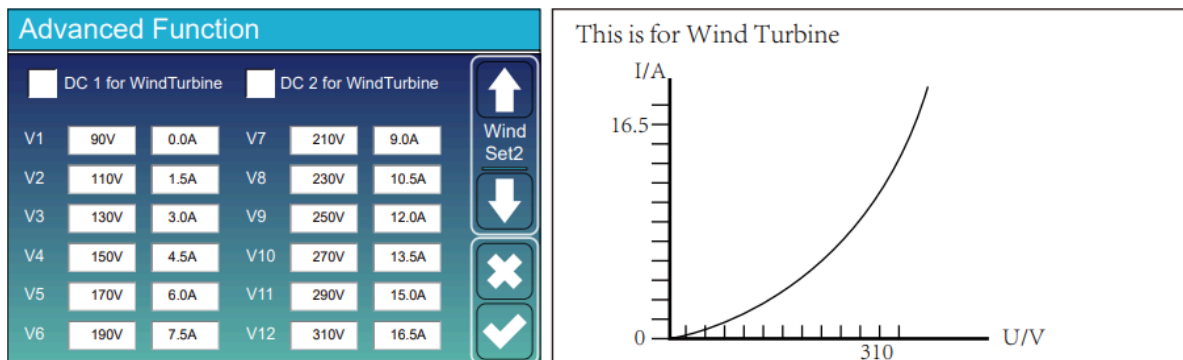 Advanced Function
DC 1 for WindTurbine DC 2 for WindTurbine
V1 90V 0.0A V7 210V 9.0A
V2 110V 1.5A V8 230V 10.5A
V3 130V 3.0A V9 250V 12.0A
V4 150V 4.5A V10 270V 13.5A
V5 170V 6.0A V11 290V 15.0A
V6 190V 7.5A V12 310V 16.5A
Wind
Set2
This is for Wind Turbine
I/A
16.5
0
310
U/V